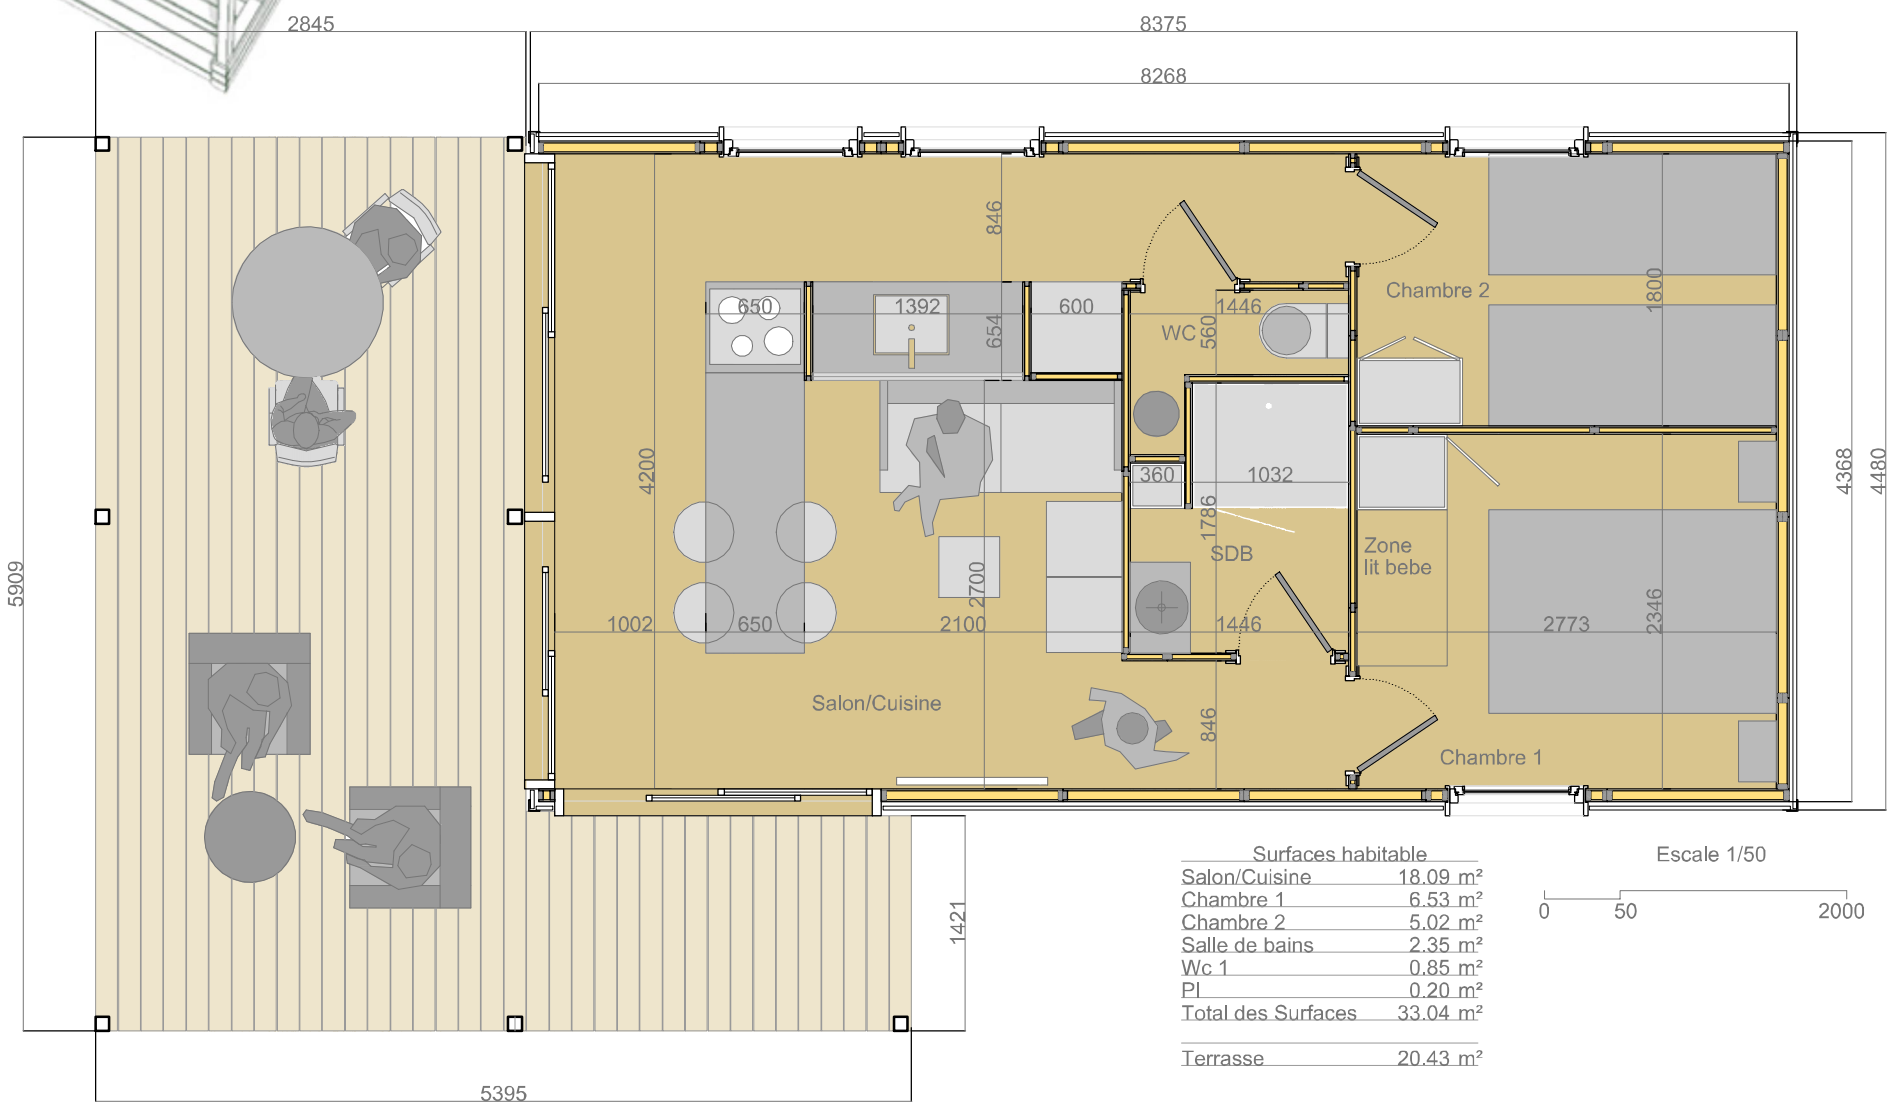 2845
8375
8268
846
650
1392
600
1446
654
WC
560
Chambre 2
1800
4200
360
1032
1786
SDB
Zone
lit bebe
2700
2346
1002
650
2100
1446
2773
Salon/Cuisine
846
Chambre 1
4368
4480
5909
1421
5395
Surfaces habitable
Salon/Cuisine 18.09 m²
Chambre 1 6.53 m²
Chambre 2 5.02 m²
Salle de bains 2.35 m²
Wc 1 0.85 m²
Pl 0.20 m²
Total des Surfaces 33.04 m²
Terrasse 20.43 m²
Escale 1/50
0 50 2000